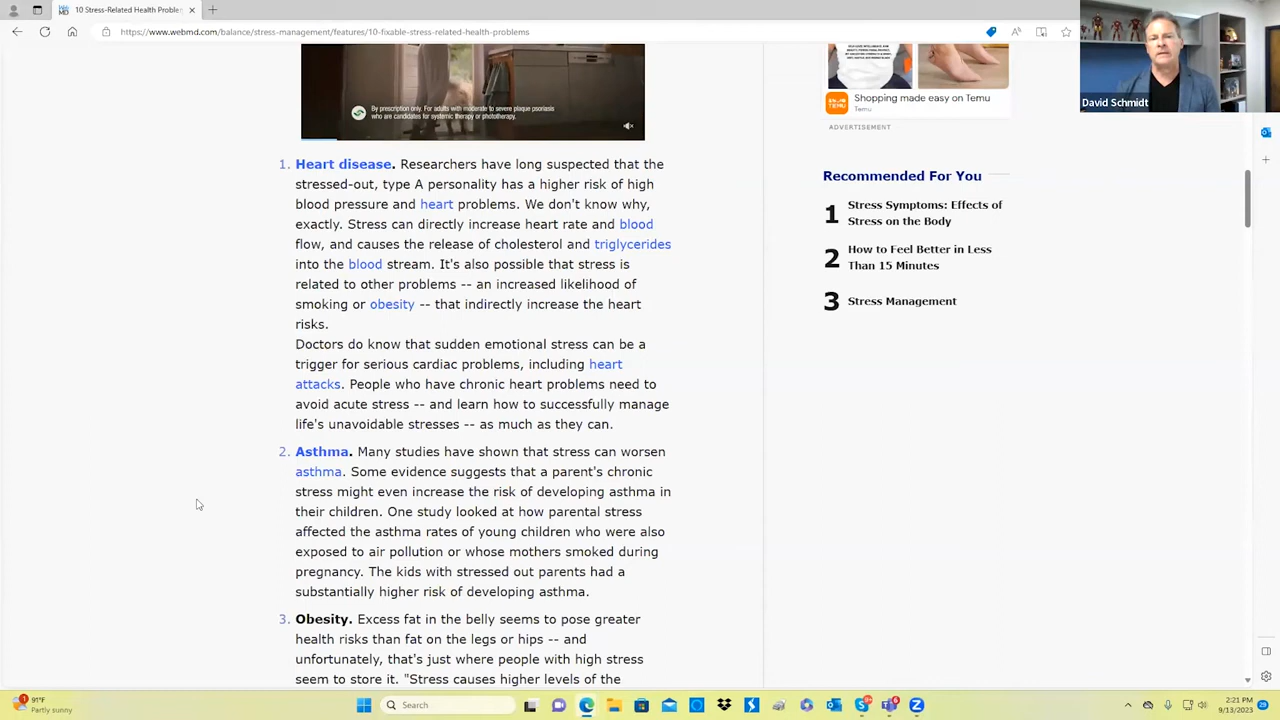 10 Stress-Related Health Problem
https://www.webmd.com/balance/stress-management/features/10-fixable-stress-related-health-problems
David Schmidt
By prescription only. For adults with moderate to severe plaque psoriasis
who are candidates for systemic therapy or phototherapy.
Shopping made easy on Temu
Temu
ADVERTISEMENT
1. Heart disease. Researchers have long suspected that the
stressed-out, type A personality has a higher risk of high
blood pressure and heart problems. We don't know why,
exactly. Stress can directly increase heart rate and blood
flow, and causes the release of cholesterol and triglycerides
into the blood stream. It's also possible that stress is
related to other problems -- an increased likelihood of
smoking or obesity -- that indirectly increase the heart
risks.
Doctors do know that sudden emotional stress can be a
trigger for serious cardiac problems, including heart
attacks. People who have chronic heart problems need to
avoid acute stress -- and learn how to successfully manage
life's unavoidable stresses -- as much as they can.
2. Asthma. Many studies have shown that stress can worsen
asthma. Some evidence suggests that a parent's chronic
stress might even increase the risk of developing asthma in
their children. One study looked at how parental stress
affected the asthma rates of young children who were also
exposed to air pollution or whose mothers smoked during
pregnancy. The kids with stressed out parents had a
substantially higher risk of developing asthma.
3. Obesity. Excess fat in the belly seems to pose greater
health risks than fat on the legs or hips -- and
unfortunately, that's just where people with high stress
seem to store it. "Stress causes higher levels of the
Recommended For You
1 Stress Symptoms: Effects of
Stress on the Body
2 How to Feel Better in Less
Than 15 Minutes
3 Stress Management
91°F
Partly sunny
Search
2:21 PM
9/13/2023